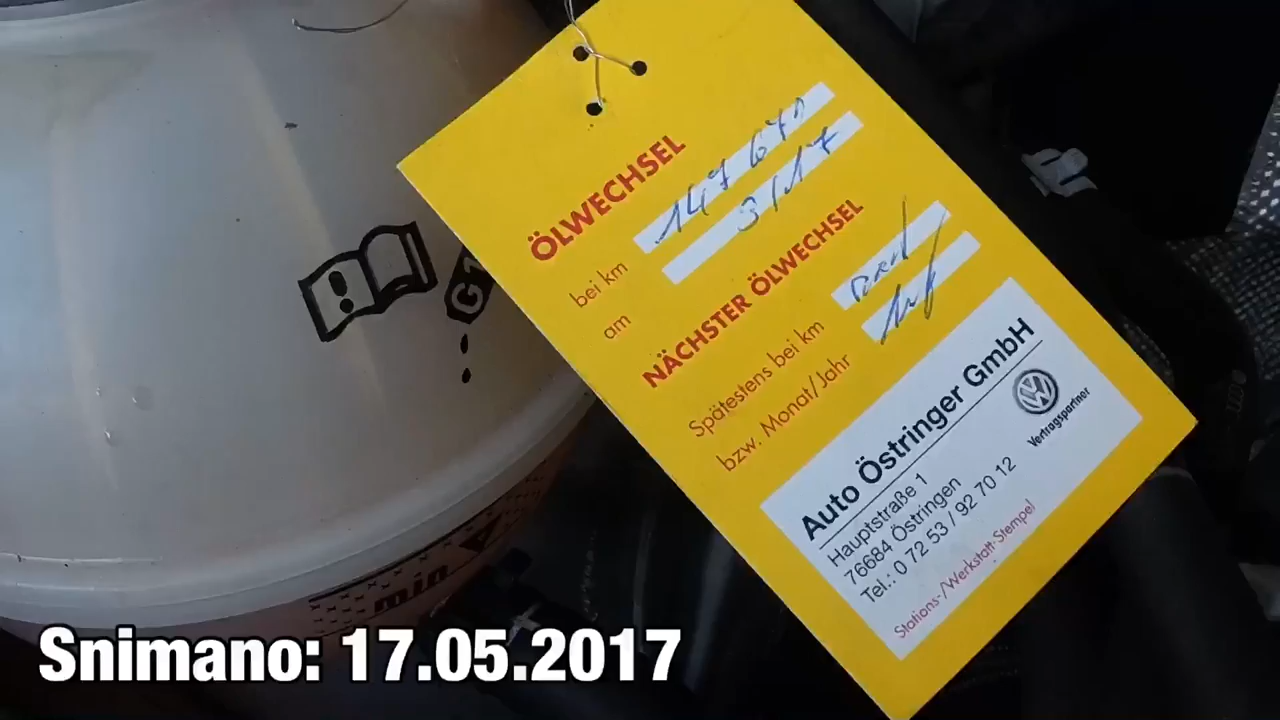 ÖLWECHSEL
bei km 147 670
am 3/17
NÄCHSTER ÖLWECHSEL
Spätestens bei km
bzw. Monat/Jahr
Auto Östringer GmbH
Hauptstraße 1
76684 Östringen
Tel.: 0 72 53 / 92 70 12
Vertragspartner
Stations-/Werkstatt-Stempel
min
Snimano: 17.05.2017